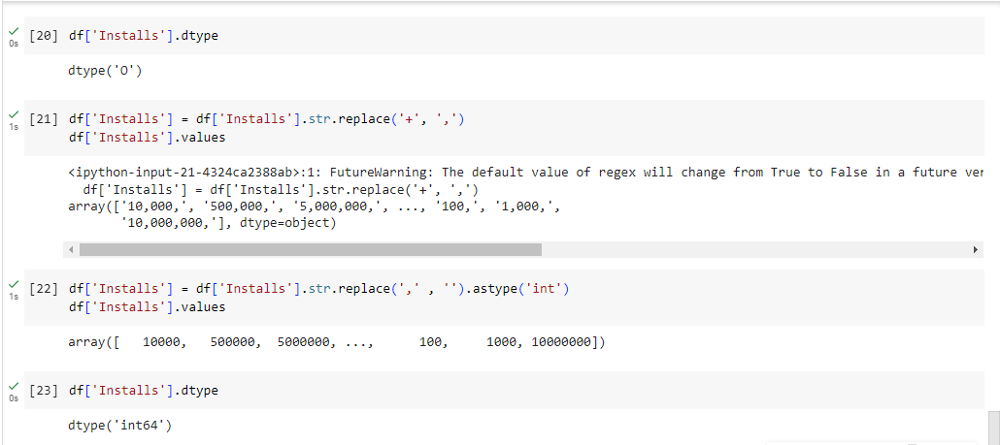 [20] df['Installs'].dtype
0s
dtype('O')
[21] df['Installs'] = df['Installs'].str.replace('+', ',')
1s
df['Installs'].values
<ipython-input-21-4324ca2388ab>:1: FutureWarning: The default value of regex will change from True to False in a future ver
df['Installs'] = df['Installs'].str.replace('+', ',')
array(['10,000,', '500,000,', '5,000,000,', ..., '100,', '1,000,',
'10,000,000,'], dtype=object)
[22] df['Installs'] = df['Installs'].str.replace(',' , '').astype('int')
1s
df['Installs'].values
array([   10000,   500000,  5000000, ...,      100,     1000, 10000000])
[23] df['Installs'].dtype
0s
dtype('int64')